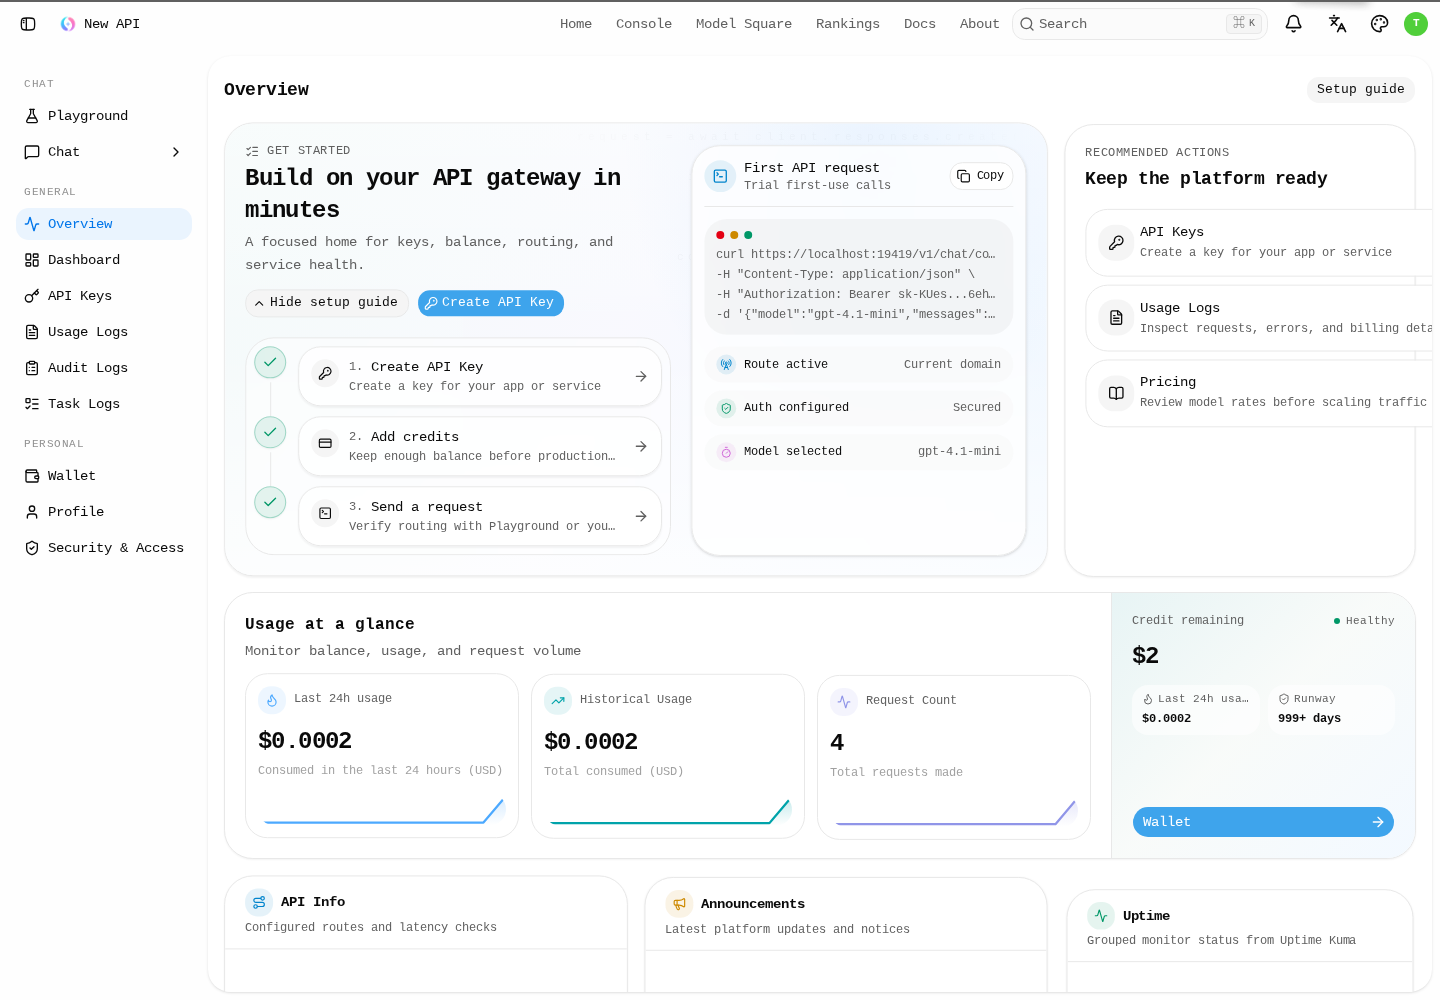 New API
Home
Console
Model Square
Rankings
Docs
About
Search
⌘ K
T
CHAT
Playground
Chat
GENERAL
Overview
Dashboard
API Keys
Usage Logs
Audit Logs
Task Logs
PERSONAL
Wallet
Profile
Security & Access
Overview
Setup guide
GET STARTED
Build on your API gateway in
minutes
A focused home for keys, balance, routing, and
service health.
Hide setup guide
Create API Key
1. Create API Key
Create a key for your app or service
2. Add credits
Keep enough balance before production…
3. Send a request
Verify routing with Playground or you…
First API request
Trial first-use calls
Copy
curl https://localhost:19419/v1/chat/co…
-H "Content-Type: application/json" \
-H "Authorization: Bearer sk-KUes...6eh…
-d '{"model":"gpt-4.1-mini","messages":…
Route active
Current domain
Auth configured
Secured
Model selected
gpt-4.1-mini
RECOMMENDED ACTIONS
Keep the platform ready
API Keys
Create a key for your app or service
Usage Logs
Inspect requests, errors, and billing deta
Pricing
Review model rates before scaling traffic
Usage at a glance
Monitor balance, usage, and request volume
Last 24h usage
$0.0002
Consumed in the last 24 hours (USD)
Historical Usage
$0.0002
Total consumed (USD)
Request Count
4
Total requests made
Credit remaining
Healthy
$2
Last 24h usa…
$0.0002
Runway
999+ days
Wallet
API Info
Configured routes and latency checks
Announcements
Latest platform updates and notices
Uptime
Grouped monitor status from Uptime Kuma